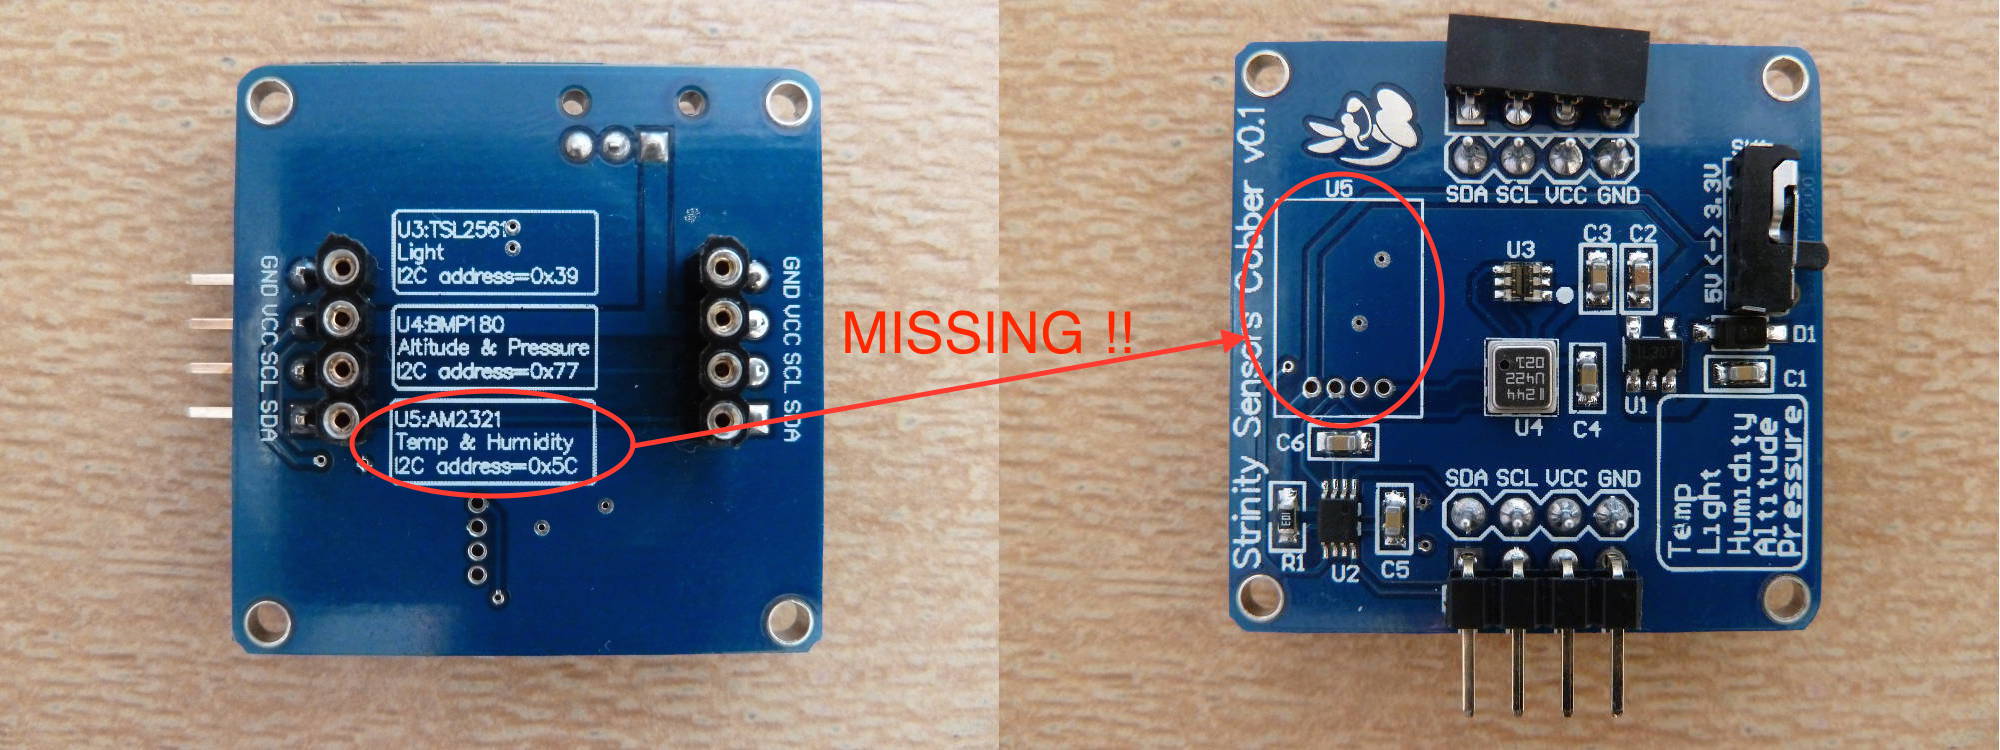 U3:TSL2561
Light
I2C address=0x39
U4:BMP180
Altitude & Pressure
I2C address=0x77
U5:AM2321
Temp & Humidity
I2C address=0x5C
GND VCC SCL SDA
GND VCC SCL SDA
MISSING !!
Strinity Sensors Cobber v0.1
U5
SDA SCL VCC GND
5V <-> 3.3V
U3
C3
C2
D1
U1
C1
U4
C4
C6
R1
U2
C5
SDA SCL VCC GND
Temp
Light
Humidity
Altitude
Pressure